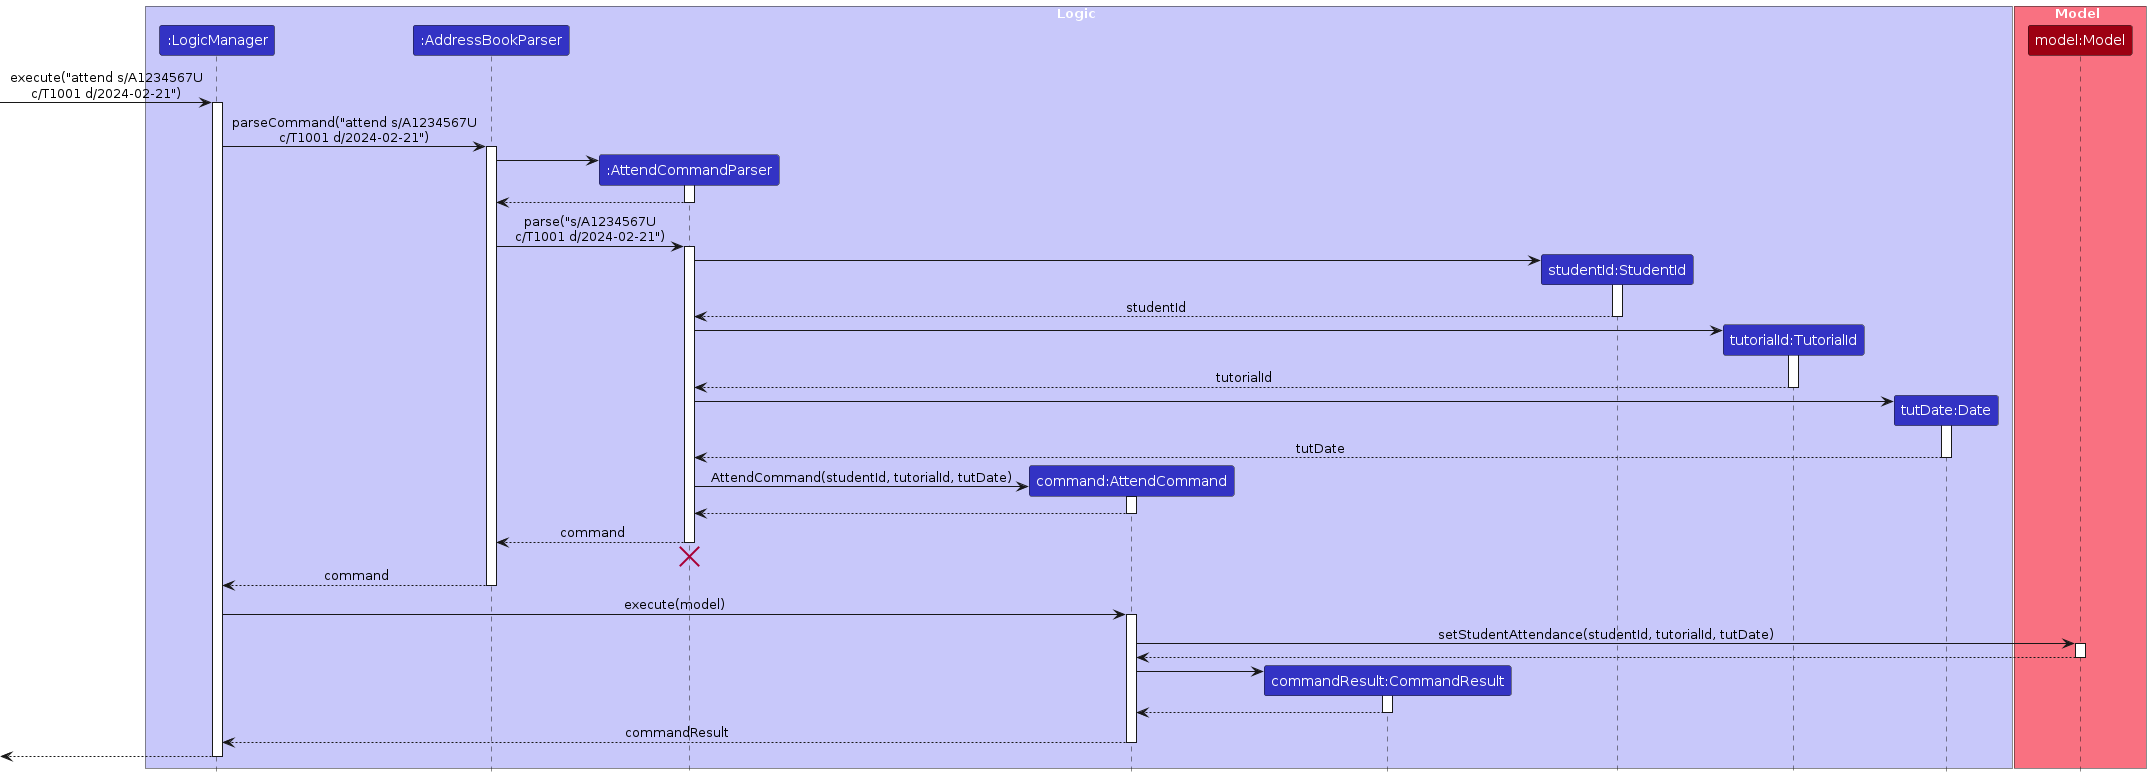 Logic
Model
:LogicManager
:AddressBookParser
model:Model
execute("attend s/A1234567U
c/T1001 d/2024-02-21")
parseCommand("attend s/A1234567U
c/T1001 d/2024-02-21")
:AttendCommandParser
parse("s/A1234567U
c/T1001 d/2024-02-21")
studentId:StudentId
studentId
tutorialId:TutorialId
tutorialId
tutDate:Date
tutDate
AttendCommand(studentId, tutorialId, tutDate)
command:AttendCommand
command
command
execute(model)
setStudentAttendance(studentId, tutorialId, tutDate)
commandResult:CommandResult
commandResult